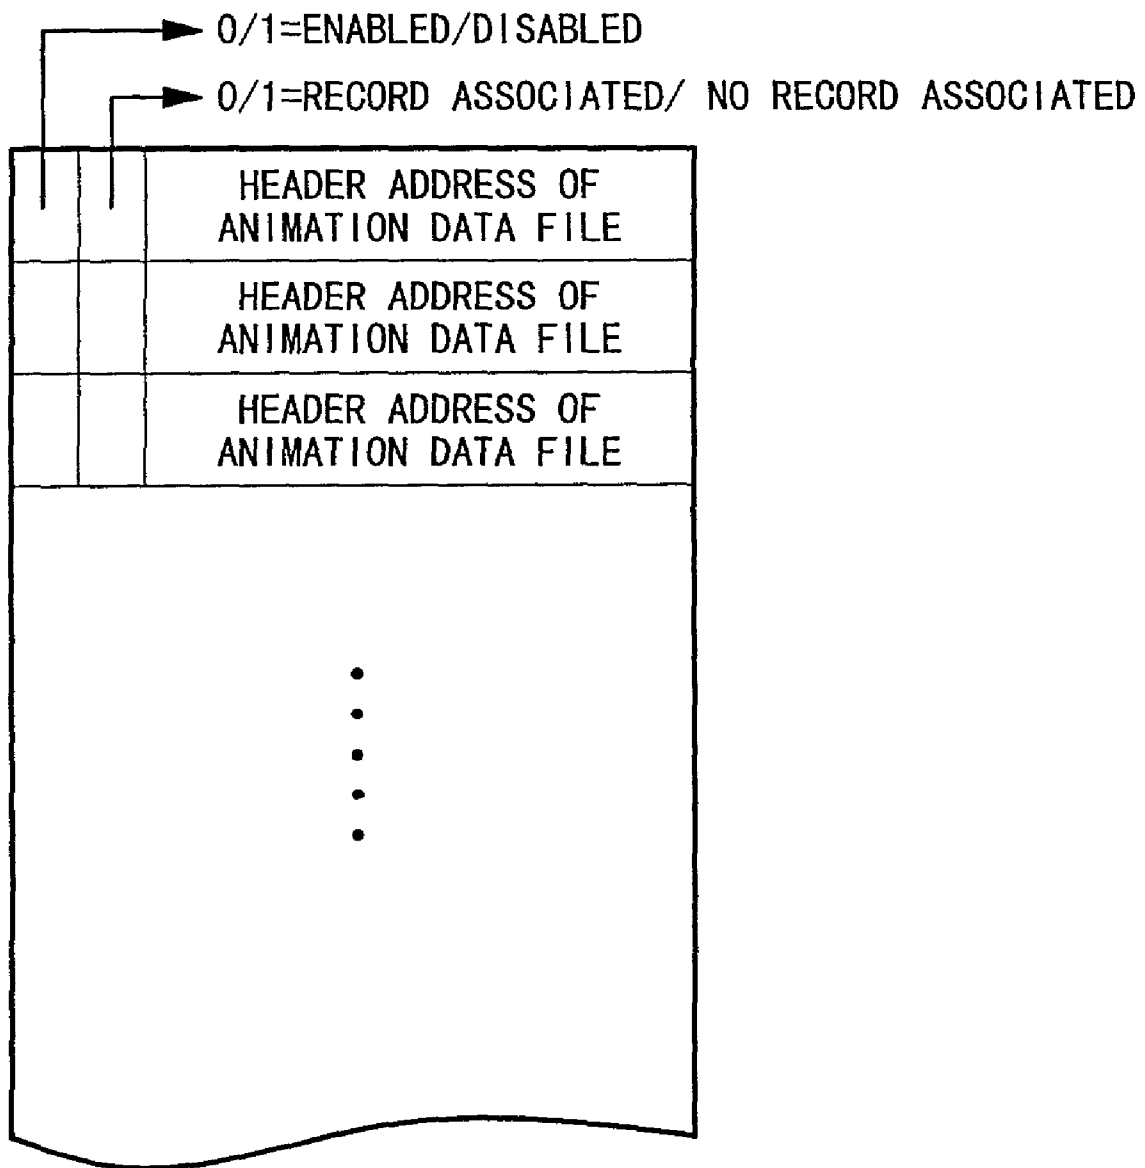 0/1=ENABLED/DISABLED
0/1=RECORD ASSOCIATED/ NO RECORD ASSOCIATED
HEADER ADDRESS OF
ANIMATION DATA FILE
HEADER ADDRESS OF
ANIMATION DATA FILE
HEADER ADDRESS OF
ANIMATION DATA FILE